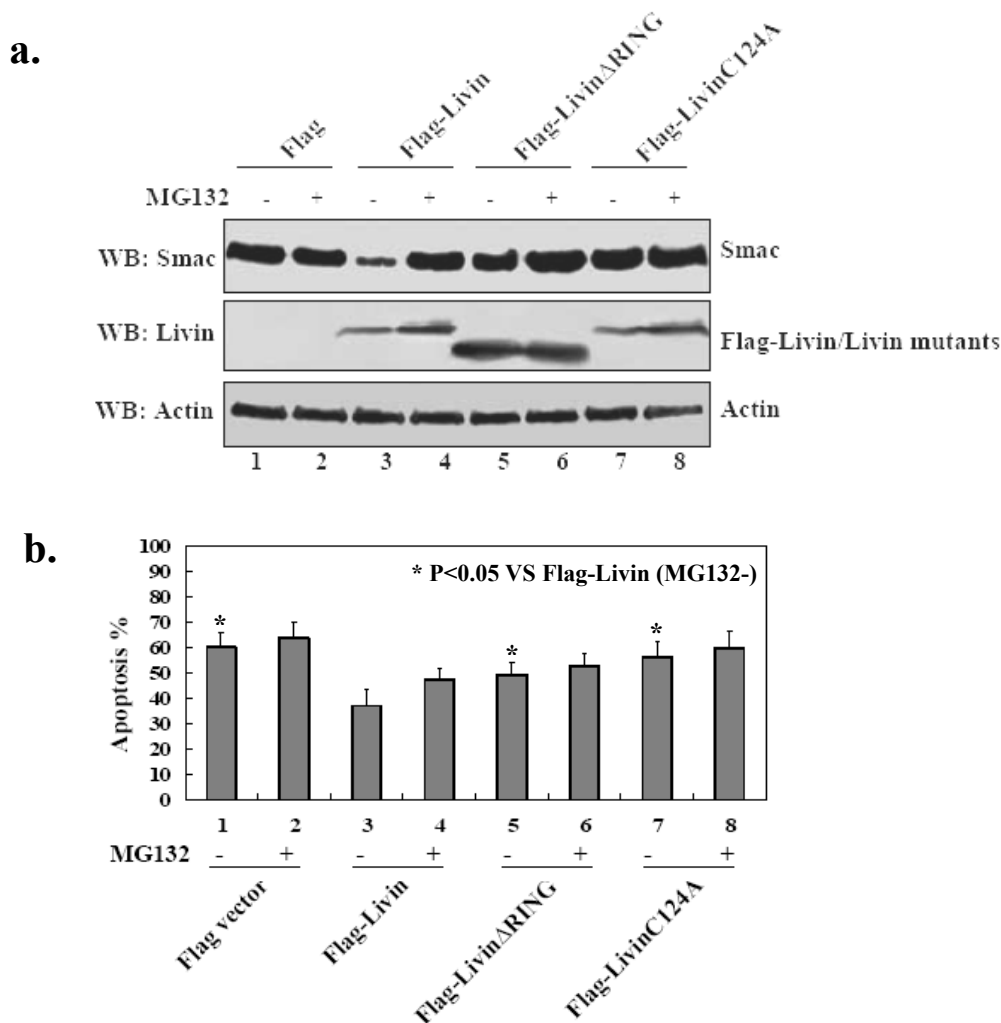 a.
Flag Flag-Livin Flag-LivinΔRING Flag-LivinC124A
MG132 - + - + - + - +
WB: Smac Smac
WB: Livin Flag-Livin/Livin mutants
WB: Actin Actin
1 2 3 4 5 6 7 8
b.
* P<0.05 VS Flag-Livin (MG132-)
Apoptosis %
100
90
80
70
60
50
40
30
20
10
0
* * *
1 2 3 4 5 6 7 8
MG132 - + - + - + - +
Flag vector Flag-Livin Flag-LivinΔRING Flag-LivinC124A